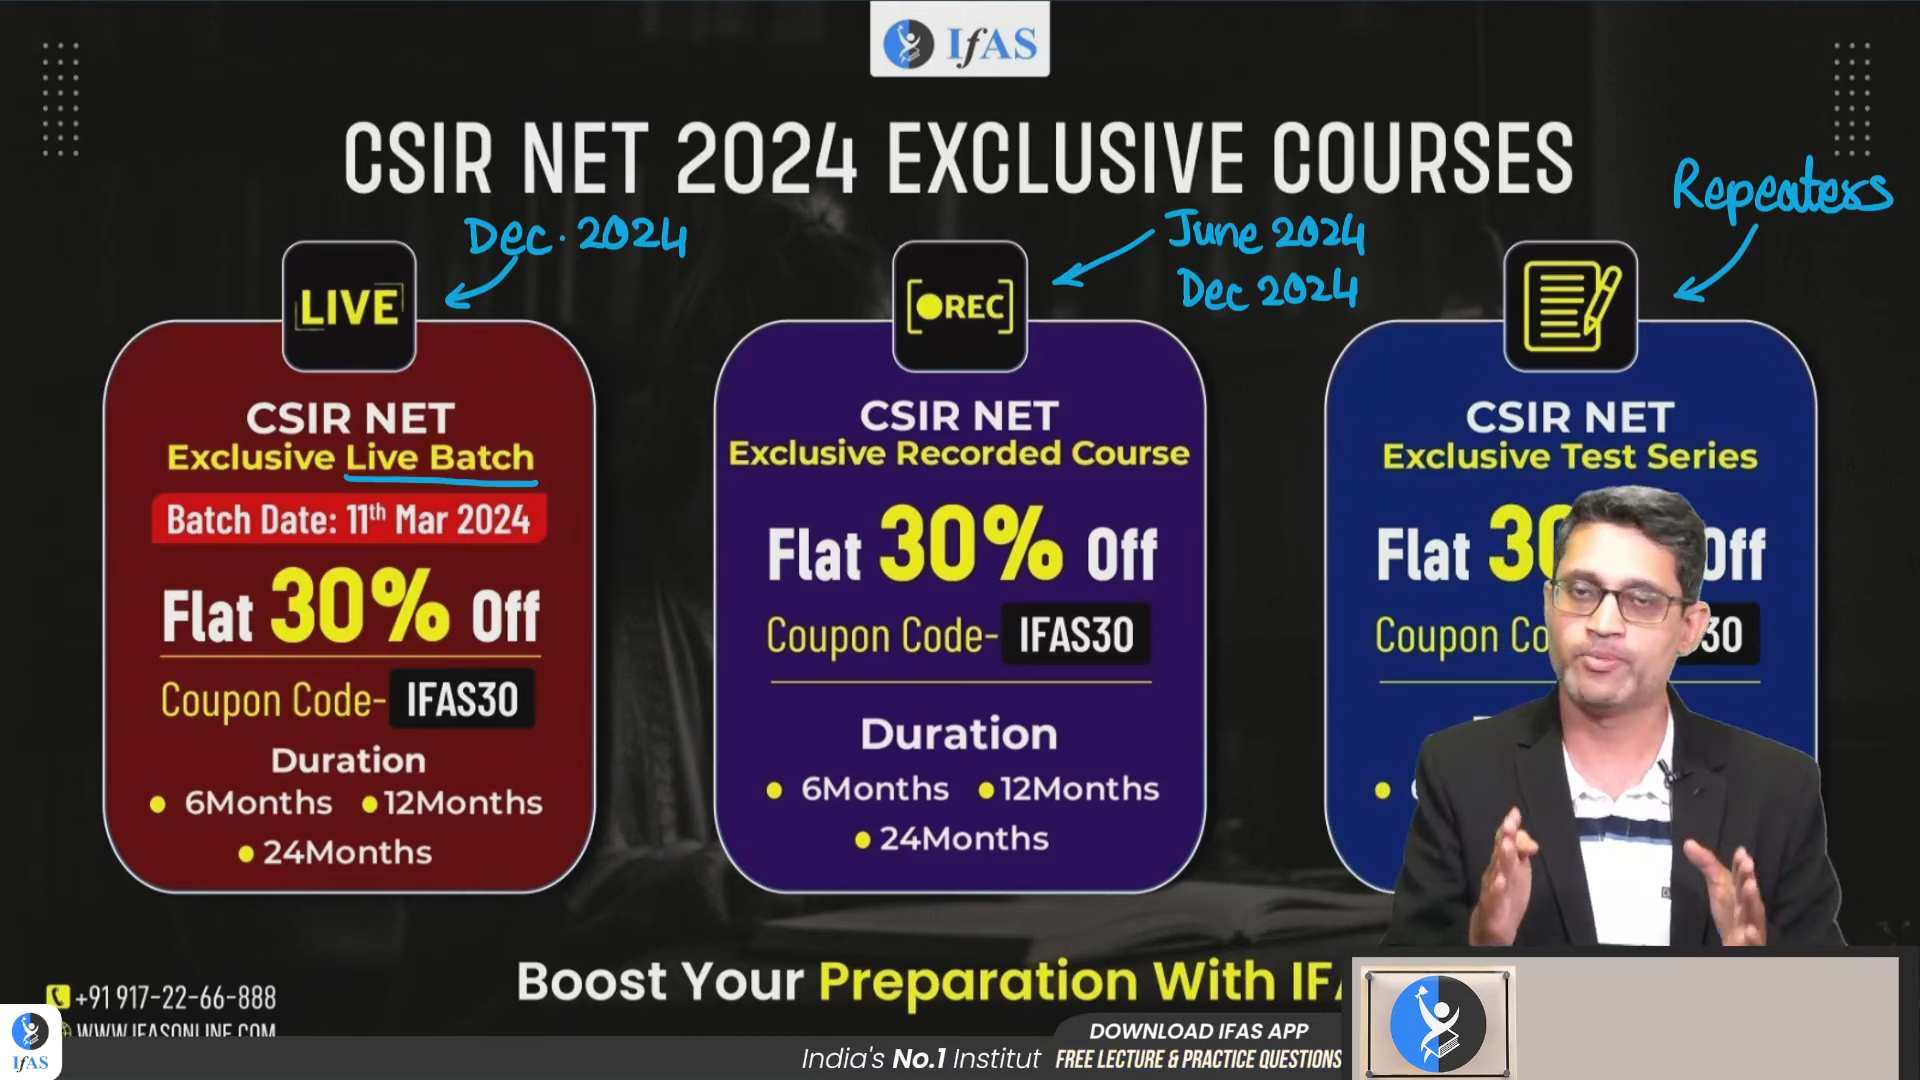 IfAS
CSIR NET 2024 EXCLUSIVE COURSES
Dec. 2024
June 2024
Dec 2024
Repeaters
LIVE
CSIR NET
Exclusive Live Batch
Batch Date: 11th Mar 2024
Flat 30% Off
Coupon Code- IFAS30
Duration
6Months
12Months
24Months
REC
CSIR NET
Exclusive Recorded Course
Flat 30% Off
Coupon Code- IFAS30
Duration
6Months
12Months
24Months
CSIR NET
Exclusive Test Series
Flat 30 Off
Coupon Co 30
Boost Your Preparation With IF
+91 917-22-66-888
WWW.IFASONLINE.COM
IfAS
India's No.1 Institut
DOWNLOAD IFAS APP
FREE LECTURE & PRACTICE QUESTIONS